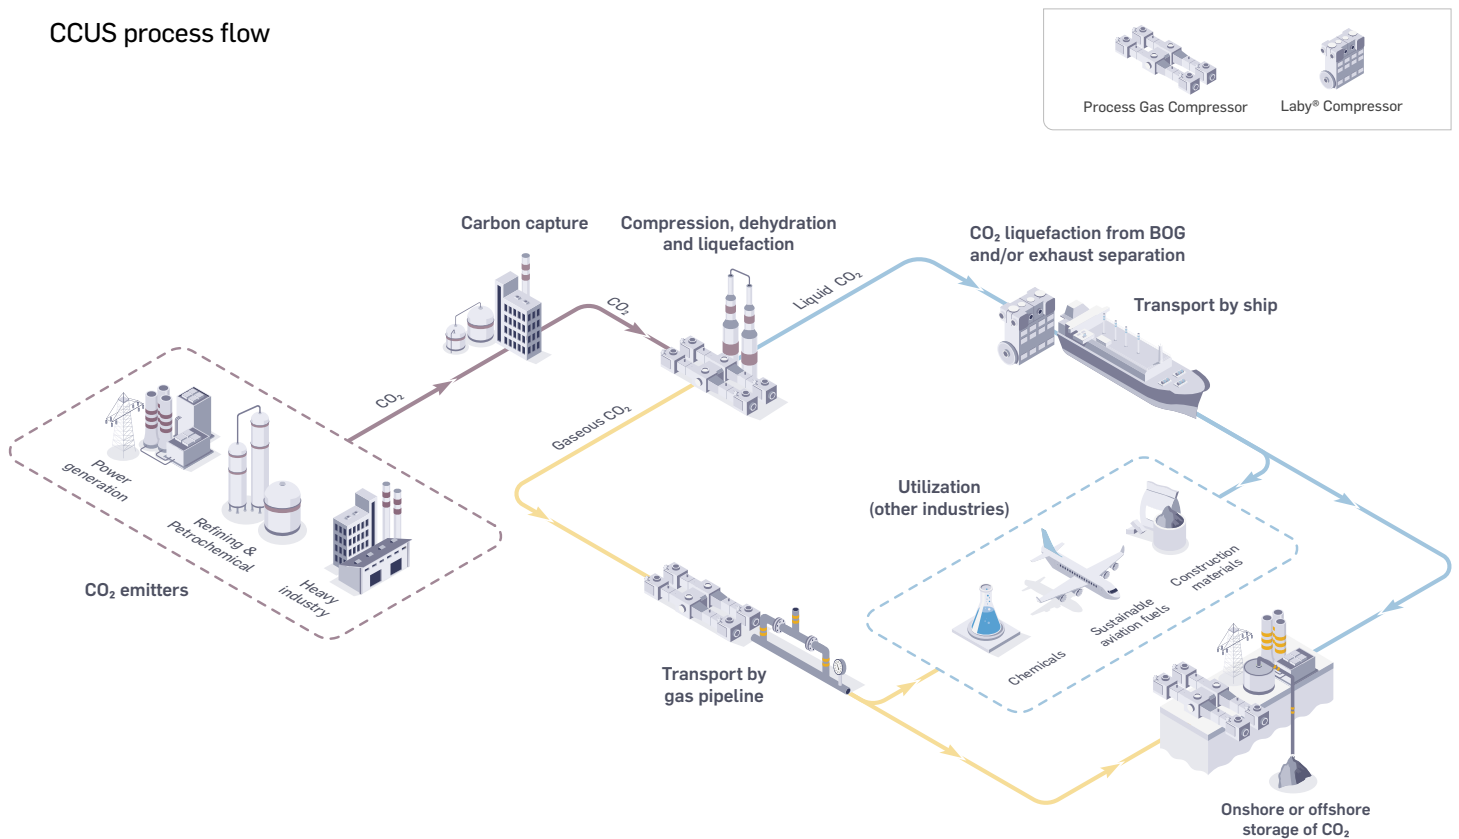 CCUS process flow
Process Gas Compressor
Laby® Compressor
Carbon capture
Compression, dehydration
and liquefaction
CO₂ liquefaction from BOG
and/or exhaust separation
Transport by ship
CO₂
CO₂
Liquid CO₂
Gaseous CO₂
Power
generation
Refining &
Petrochemical
Heavy
industry
CO₂ emitters
Utilization
(other industries)
Construction
materials
Sustainable
aviation fuels
Chemicals
Transport by
gas pipeline
Onshore or offshore
storage of CO₂